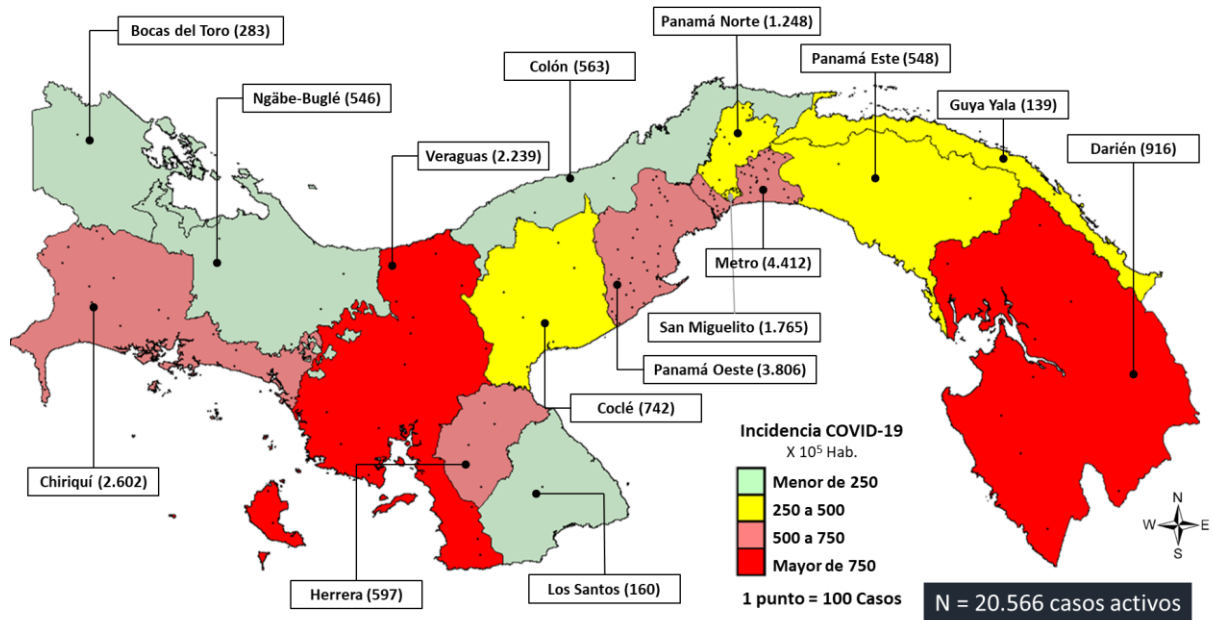 Bocas del Toro (283)
Ngäbe-Buglé (546)
Veraguas (2.239)
Colón (563)
Panamá Norte (1.248)
Panamá Este (548)
Guya Yala (139)
Darién (916)
Metro (4.412)
San Miguelito (1.765)
Panamá Oeste (3.806)
Coclé (742)
Chiriquí (2.602)
Herrera (597)
Los Santos (160)
Incidencia COVID-19
X 10⁵ Hab.
Menor de 250
250 a 500
500 a 750
Mayor de 750
1 punto = 100 Casos
N
W
E
S
N = 20.566 casos activos